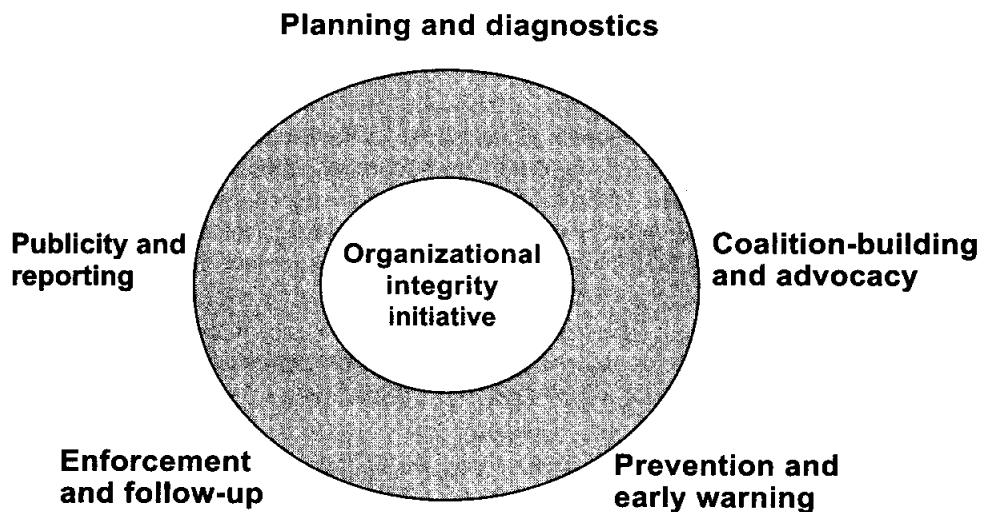 Planning and diagnostics
Publicity and
reporting
Organizational
integrity
initiative
Coalition-building
and advocacy
Enforcement
and follow-up
Prevention and
early warning